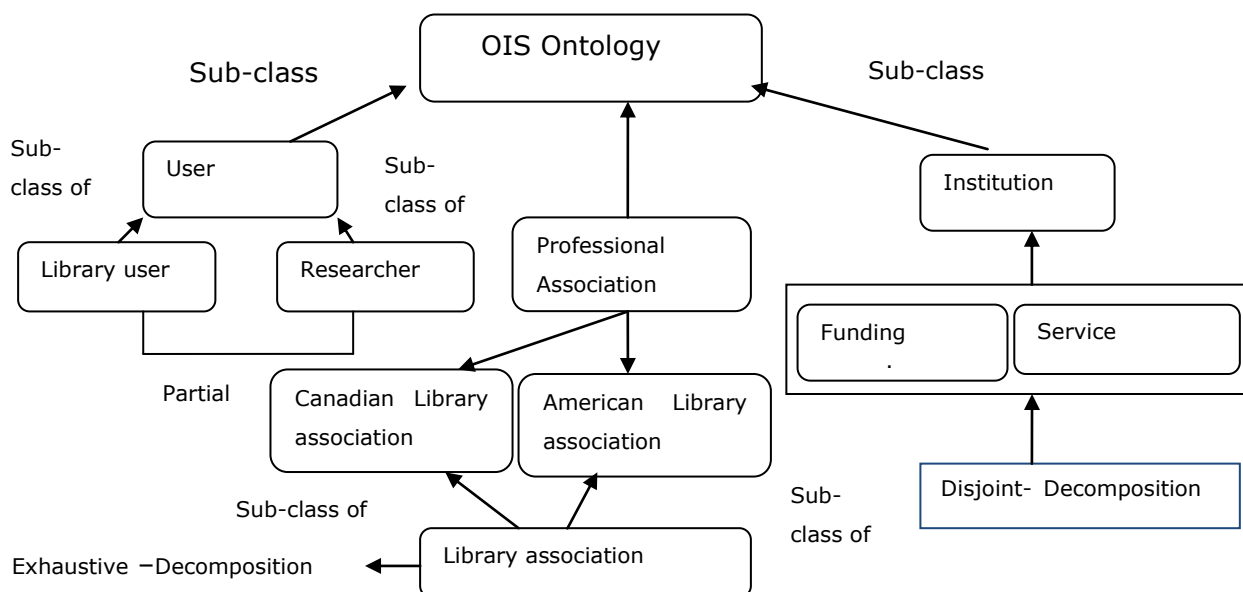 OIS Ontology
Sub-class
Sub-class
Sub-
class of
User
Sub-
class of
Institution
Library user
Researcher
Professional
Association
Funding
.
Service
Partial
Canadian Library
association
American Library
association
Sub-class of
Sub-
class of
Disjoint- Decomposition
Exhaustive –Decomposition
Library association